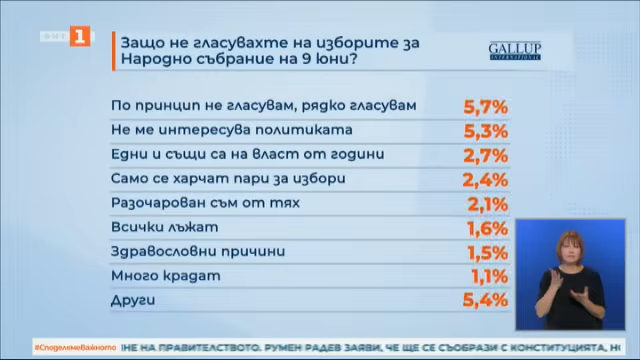 БНТ 1
Защо не гласувахте на изборите за
Народно събрание на 9 юни?
GALLUP
INTERNATIONAL
По принцип не гласувам, рядко гласувам 5,7%
Не ме интересува политиката 5,3%
Едни и същи са на власт от години 2,7%
Само се харчат пари за избори 2,4%
Разочарован съм от тях 2,1%
Всички лъжат 1,6%
Здравословни причини 1,5%
Много крадат 1,1%
Други 5,4%
#Споделямеважното
НЕ НА ПРАВИТЕЛСТВОТО. РУМЕН РАДЕВ ЗАЯВИ, ЧЕ ЩЕ СЕ СЪОБРАЗИ С КОНСТИТУЦИЯТА, Н